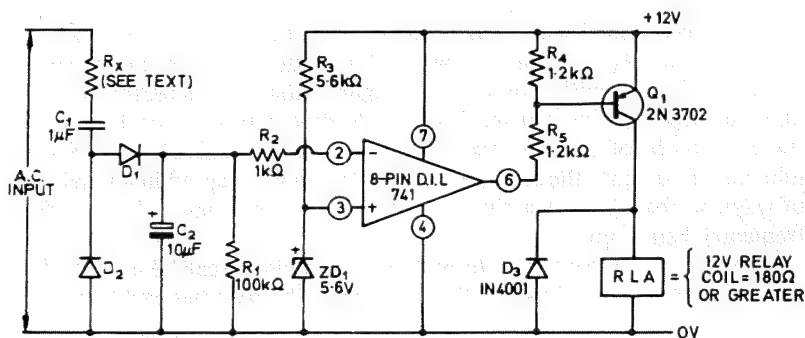 +12V
RX
(SEE TEXT)
C1
1µF
A.C.
INPUT
D1
D2
+
C2
10µF
R1
100kΩ
R2
1kΩ
R3
5·6kΩ
+
ZD1
5·6V
2
3
−
+
8-PIN D.I.L
741
7
4
6
R4
1·2kΩ
R5
1·2kΩ
Q1
2N3702
D3
IN4001
RLA
=
12V RELAY
COIL=180Ω
OR GREATER
0V